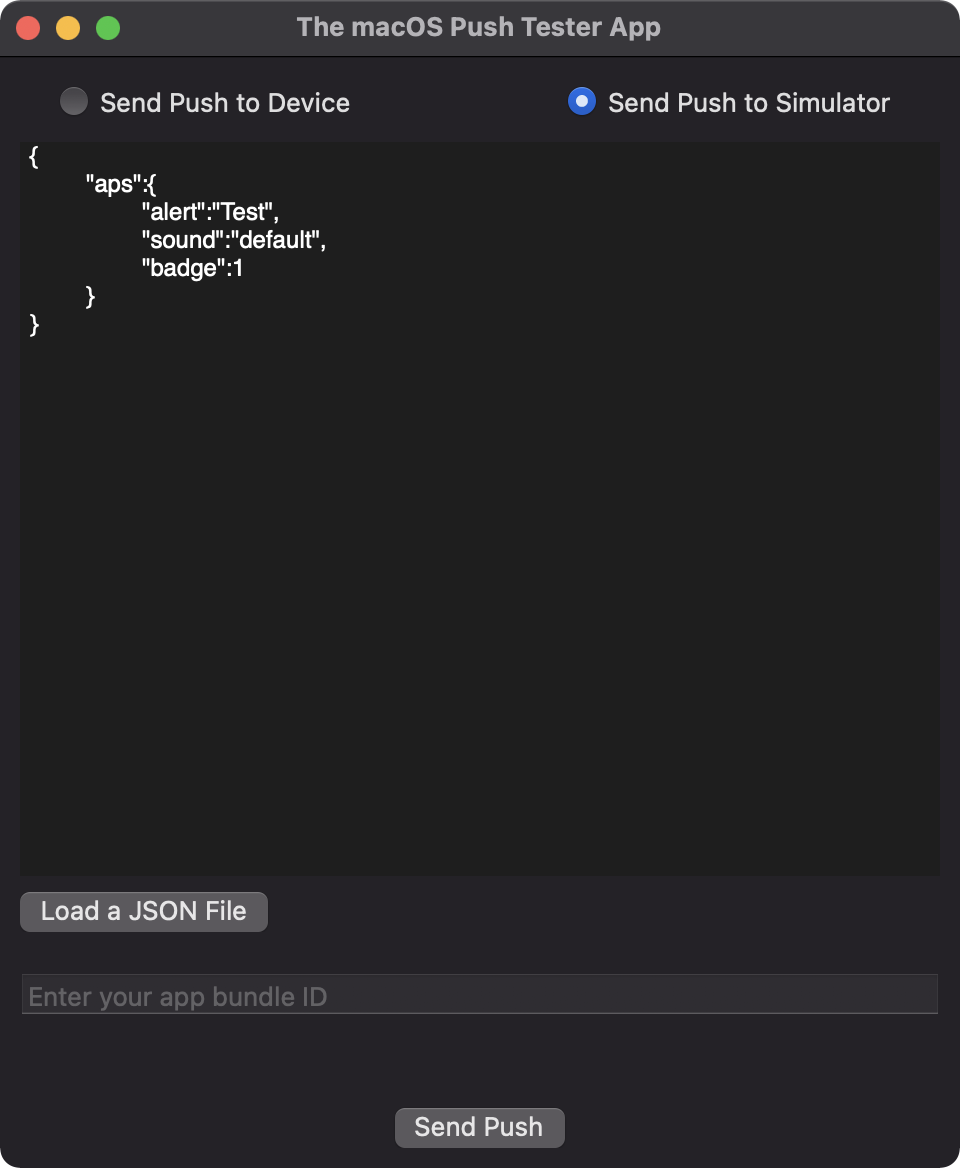 The macOS Push Tester App
Send Push to Device
Send Push to Simulator
{
"aps":{
"alert":"Test",
"sound":"default",
"badge":1
}
}
Load a JSON File
Enter your app bundle ID
Send Push